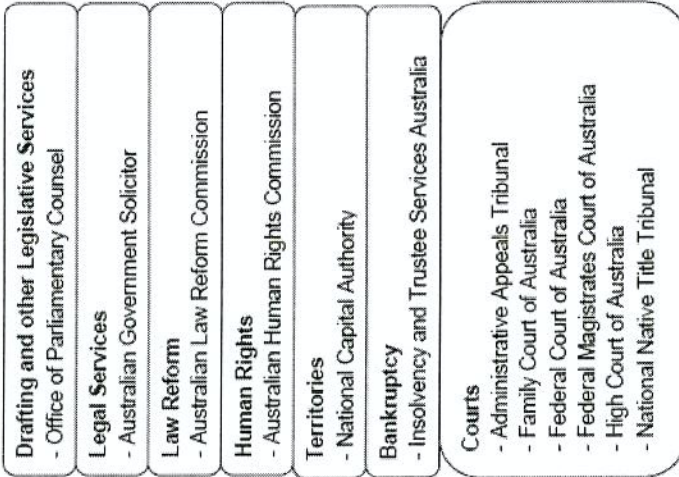 Drafting and other Legislative Services
- Office of Parliamentary Counsel
Legal Services
- Australian Government Solicitor
Law Reform
- Australian Law Reform Commission
Human Rights
- Australian Human Rights Commission
Territories
- National Capital Authority
Bankruptcy
- Insolvency and Trustee Services Australia
Courts
- Administrative Appeals Tribunal
- Family Court of Australia
- Federal Court of Australia
- Federal Magistrates Court of Australia
- High Court of Australia
- National Native Title Tribunal